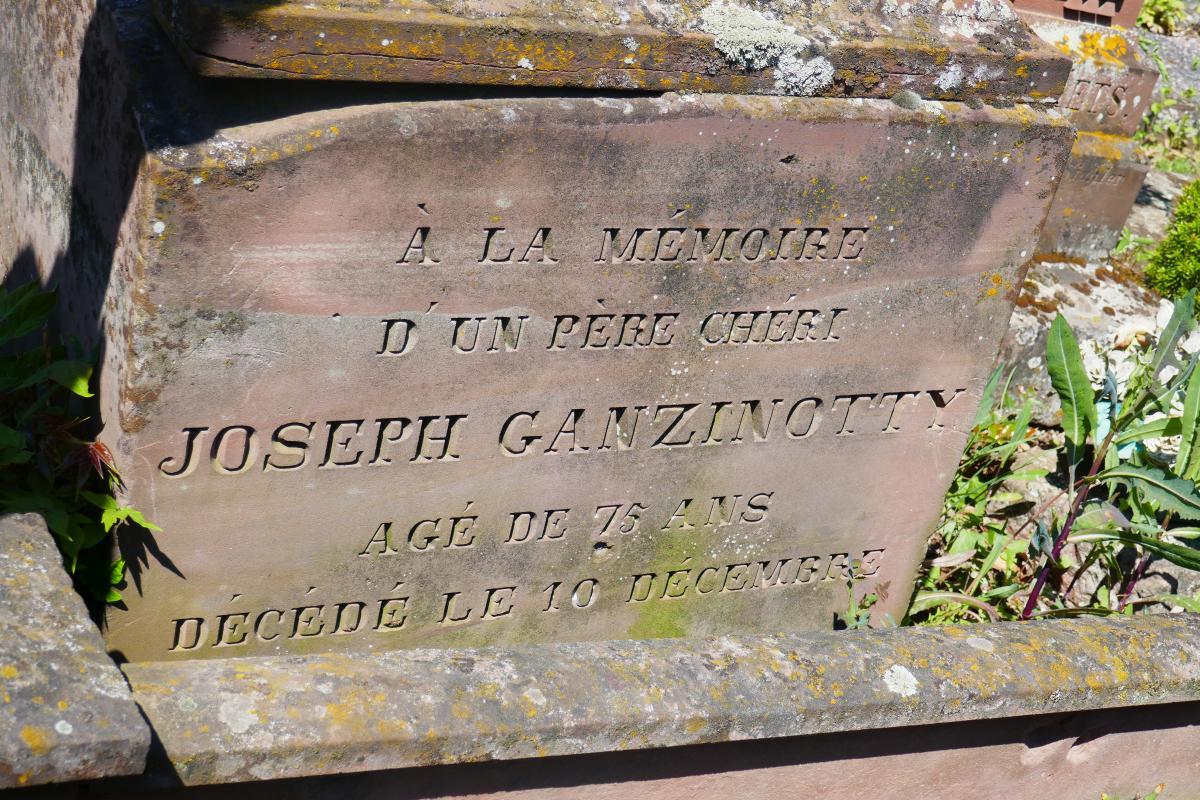 À LA MÉMOIRE
D'UN PÈRE CHÉRI
JOSEPH GANZINOTTY
AGÉ DE 75 ANS
DÉCÉDÉ LE 10 DÉCEMBRE